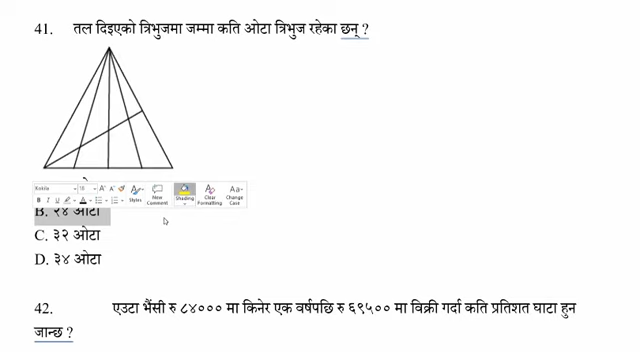 41. तल दिइएको त्रिभुजमा जम्मा कति ओटा त्रिभुज रहेका छन् ?
Kokila 18 A A A
B I U A Styles New Comment Shading Clear Formatting Change Case
B. २४ ओटा
C. ३२ ओटा
D. ३४ ओटा
42. एउटा भैंसी रु ८४००० मा किनेर एक वर्षपछि रु ६९५०० मा विक्री गर्दा कति प्रतिशत घाटा हुन
जान्छ ?